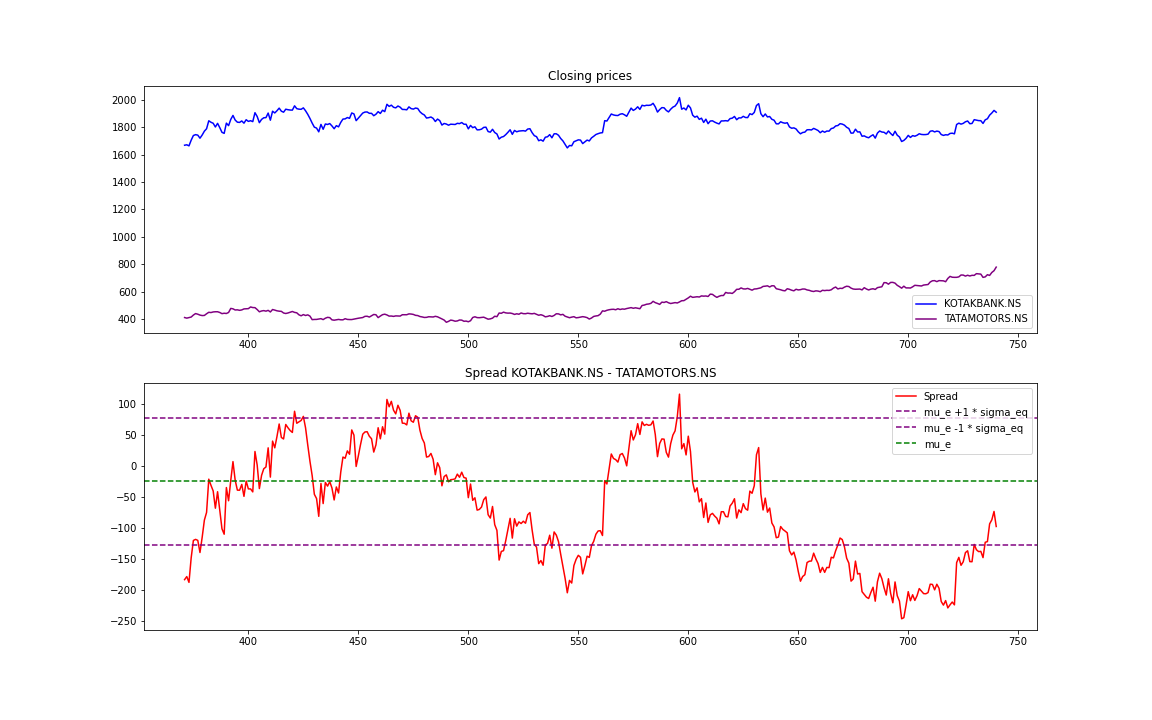 Closing prices
2000
1800
1600
1400
1200
1000
800
600
400
KOTAKBANK.NS
TATAMOTORS.NS
400 450 500 550 600 650 700 750
Spread KOTAKBANK.NS - TATAMOTORS.NS
100
50
0
−50
−100
−150
−200
−250
Spread
mu_e +1 * sigma_eq
mu_e -1 * sigma_eq
mu_e
400 450 500 550 600 650 700 750